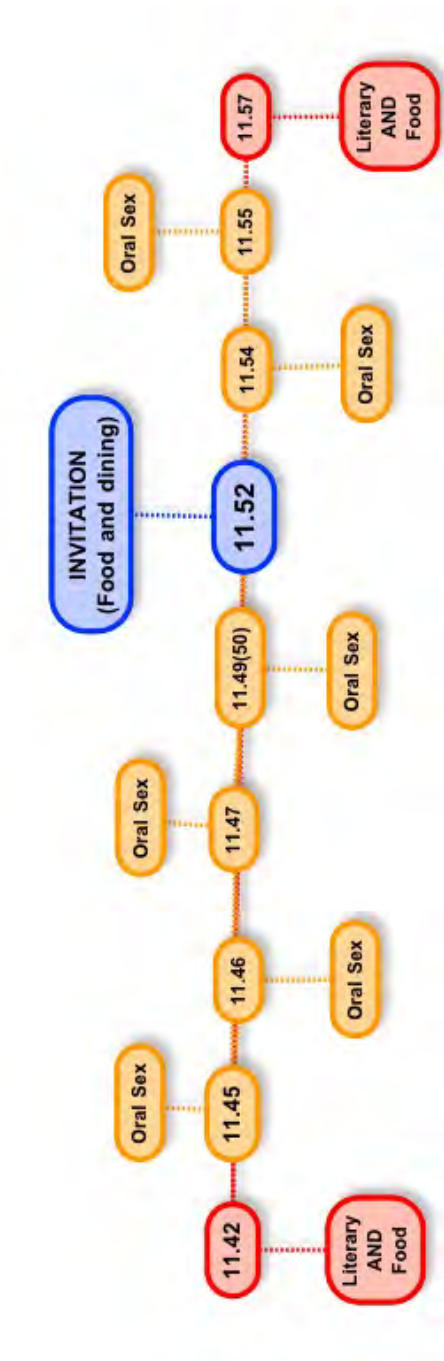 INVITATION
(Food and dining)
Oral Sex
Oral Sex
Oral Sex
11.42
11.45
11.46
11.47
11.49(50)
11.52
11.54
11.55
11.57
Literary
AND
Food
Oral Sex
Oral Sex
Oral Sex
Literary
AND
Food